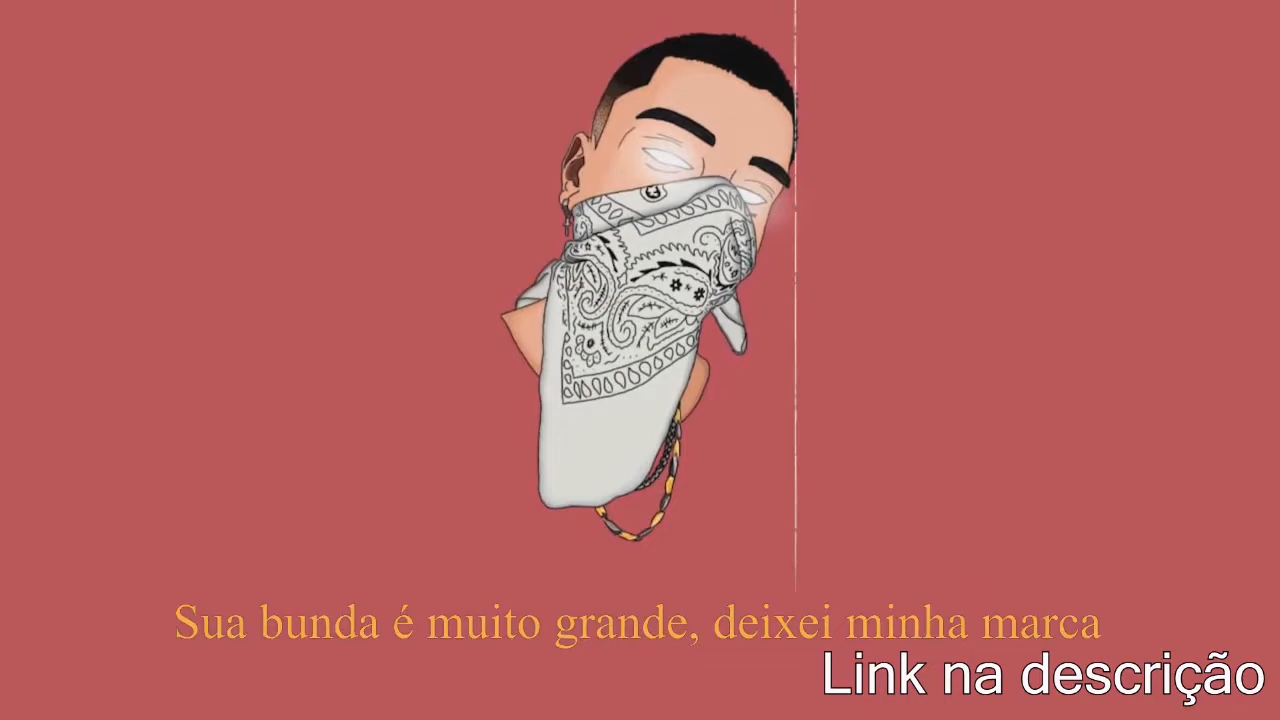 Sua bunda é muito grande, deixei minha marca
Link na descrição